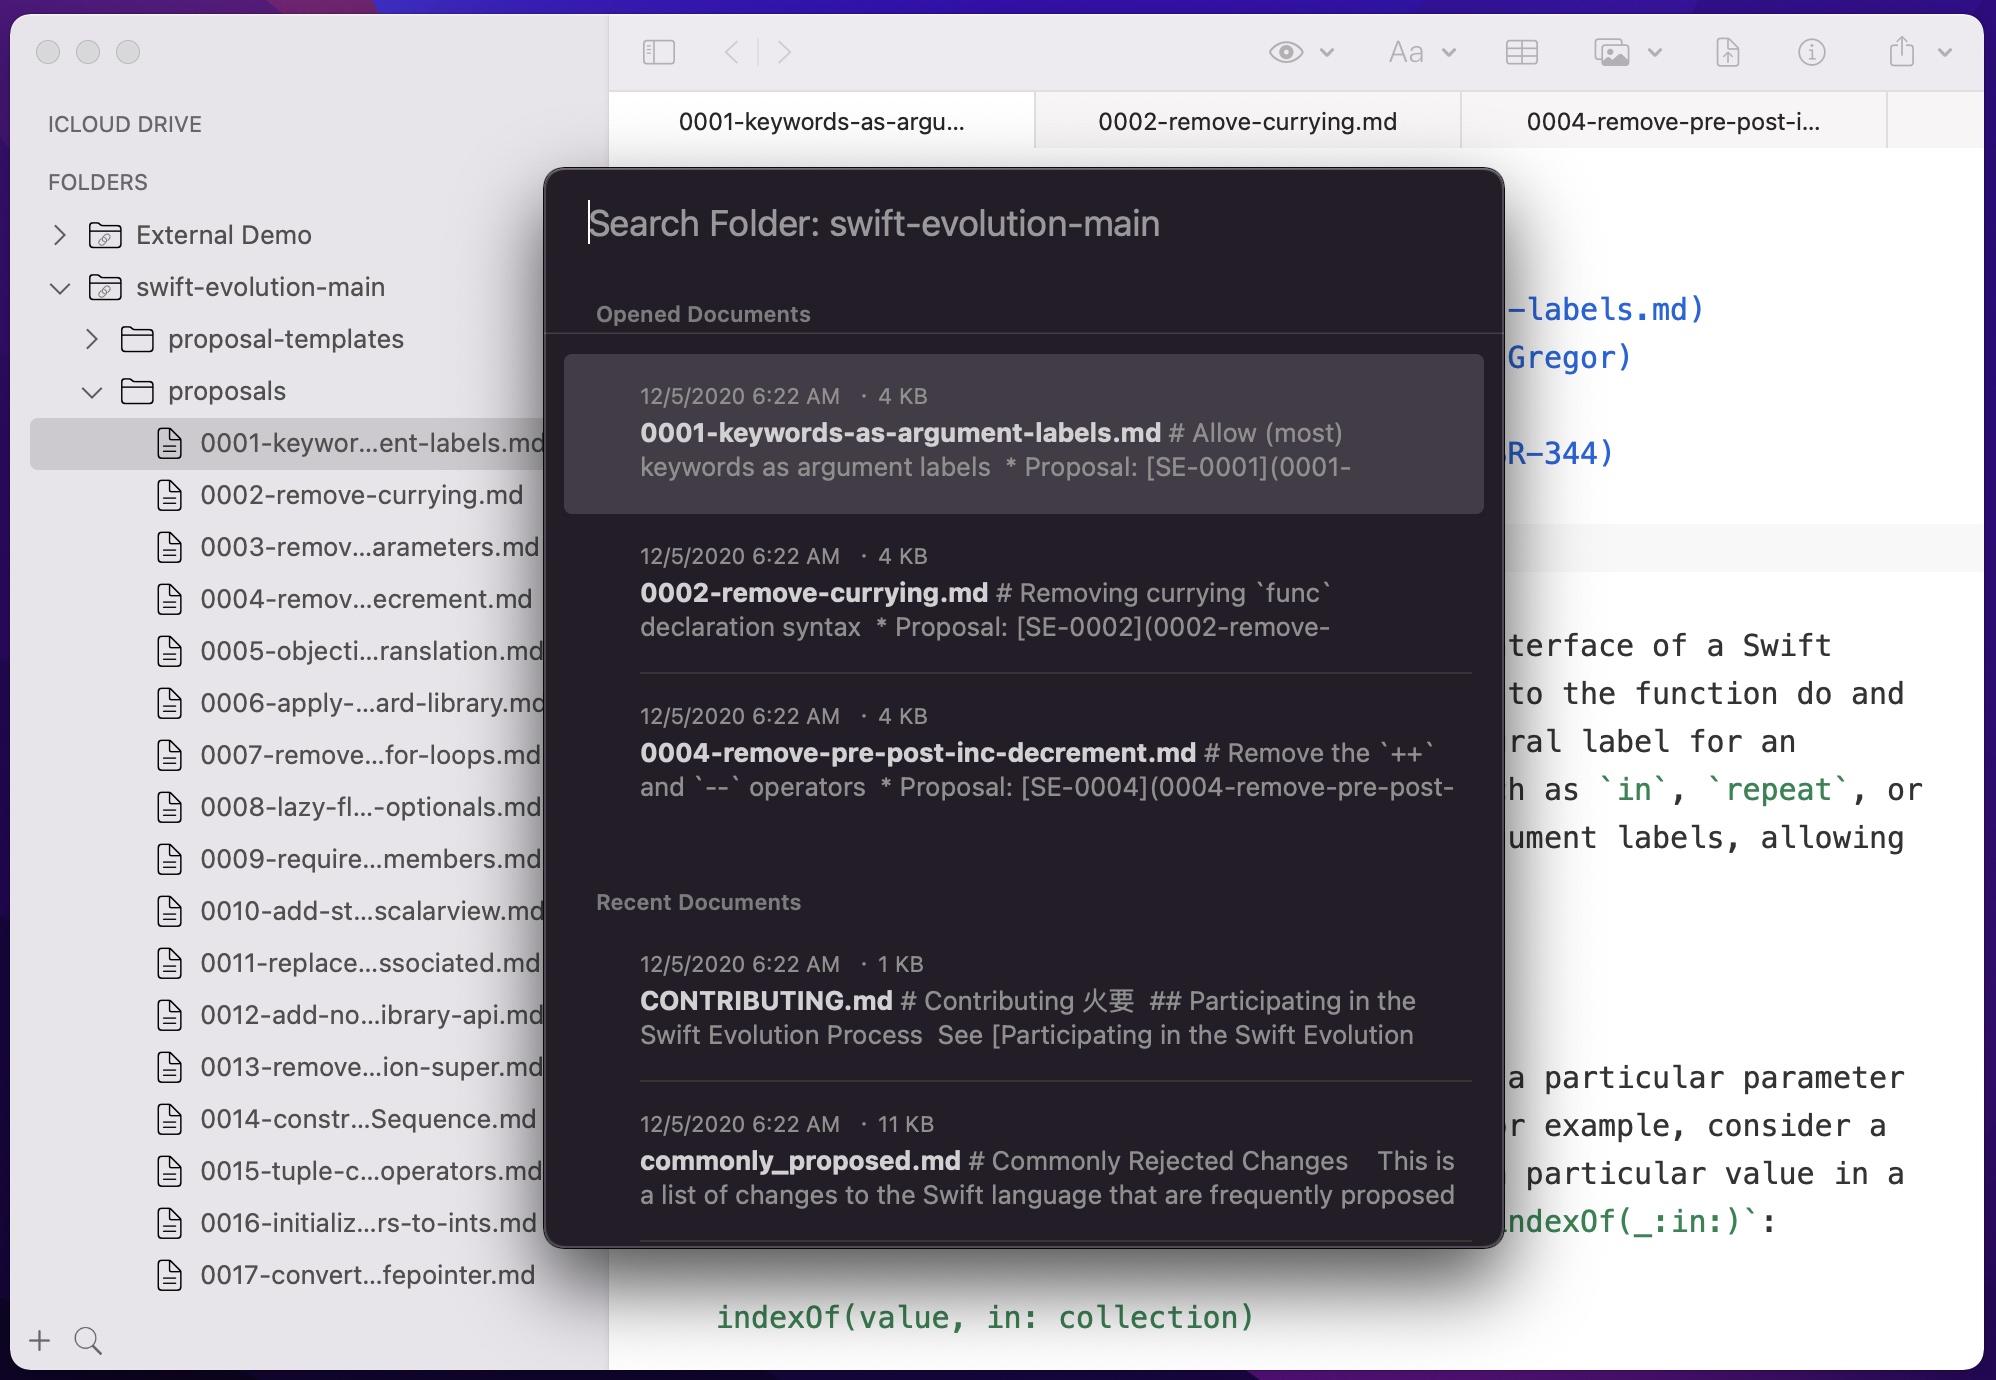 ICLOUD DRIVE
FOLDERS
External Demo
swift-evolution-main
proposal-templates
proposals
0001-keywor...ent-labels.md
0002-remove-currying.md
0003-remov...arameters.md
0004-remov...ecrement.md
0005-objecti...ranslation.md
0006-apply-...ard-library.md
0007-remove...for-loops.md
0008-lazy-fl...-optionals.md
0009-require...members.md
0010-add-st...scalarview.md
0011-replace...ssociated.md
0012-add-no...ibrary-api.md
0013-remove...ion-super.md
0014-constr...Sequence.md
0015-tuple-c...operators.md
0016-initializ...rs-to-ints.md
0017-convert...fepointer.md
Aa
0001-keywords-as-argu...
0002-remove-currying.md
0004-remove-pre-post-i...
Search Folder: swift-evolution-main
Opened Documents
12/5/2020 6:22 AM · 4 KB
0001-keywords-as-argument-labels.md # Allow (most)
keywords as argument labels * Proposal: [SE-0001](0001-
12/5/2020 6:22 AM · 4 KB
0002-remove-currying.md # Removing currying `func`
declaration syntax * Proposal: [SE-0002](0002-remove-
12/5/2020 6:22 AM · 4 KB
0004-remove-pre-post-inc-decrement.md # Remove the `++`
and `--` operators * Proposal: [SE-0004](0004-remove-pre-post-
Recent Documents
12/5/2020 6:22 AM · 1 KB
CONTRIBUTING.md # Contributing 火要 ## Participating in the
Swift Evolution Process See [Participating in the Swift Evolution
12/5/2020 6:22 AM · 11 KB
commonly_proposed.md # Commonly Rejected Changes This is
a list of changes to the Swift language that are frequently proposed
-labels.md)
Gregor)
R-344)
terface of a Swift
to the function do and
ral label for an
h as `in`, `repeat`, or
ument labels, allowing
a particular parameter
r example, consider a
particular value in a
ndexOf(_:in:)`:
indexOf(value, in: collection)